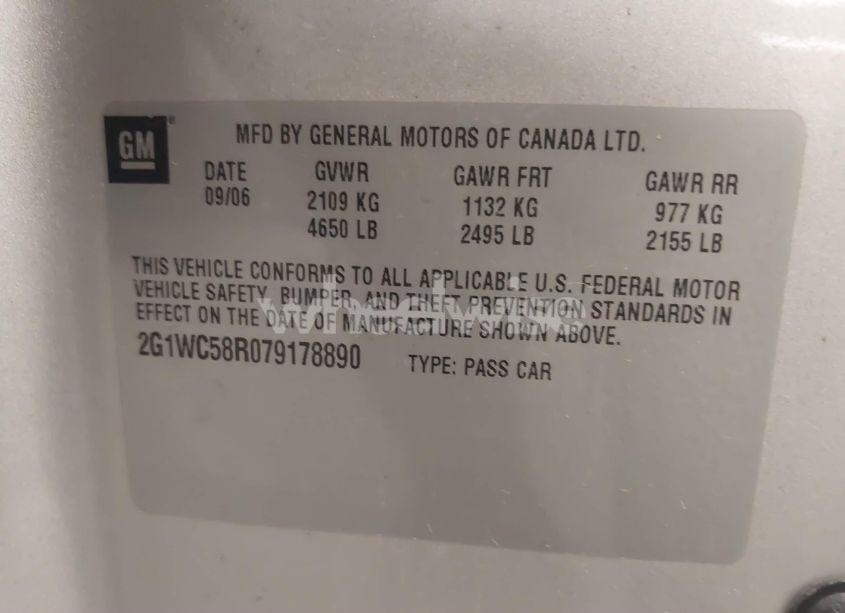 GM
MFD BY GENERAL MOTORS OF CANADA LTD.
DATE GVWR GAWR FRT GAWR RR
09/06 2109 KG 1132 KG 977 KG
4650 LB 2495 LB 2155 LB
THIS VEHICLE CONFORMS TO ALL APPLICABLE U.S. FEDERAL MOTOR
VEHICLE SAFETY, BUMPER, AND THEFT PREVENTION STANDARDS IN
EFFECT ON THE DATE OF MANUFACTURE SHOWN ABOVE.
2G1WC58R079178890 TYPE: PASS CAR